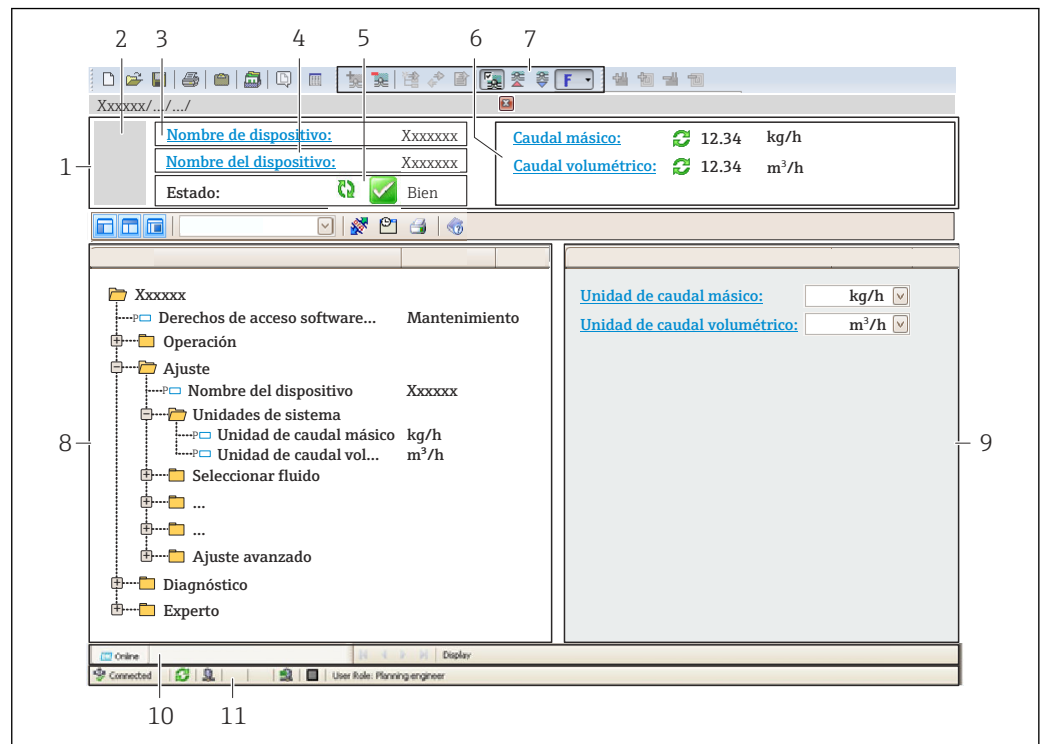 2 3 4 5 6 7
F
Xxxxxx/.../.../
1
Nombre de dispositivo: Xxxxxxx
Nombre del dispositivo: Xxxxxxx
Estado: Bien
Caudal másico: 12.34 kg/h
Caudal volumétrico: 12.34 m³/h
8
Xxxxxx
Derechos de acceso software... Mantenimiento
Operación
Ajuste
Nombre del dispositivo Xxxxxx
Unidades de sistema
Unidad de caudal másico kg/h
Unidad de caudal vol... m³/h
Seleccionar fluido
...
...
Ajuste avanzado
Diagnóstico
Experto
Unidad de caudal másico: kg/h
Unidad de caudal volumétrico: m³/h
9
Online Display
Connected User Role: Planning engineer
10 11